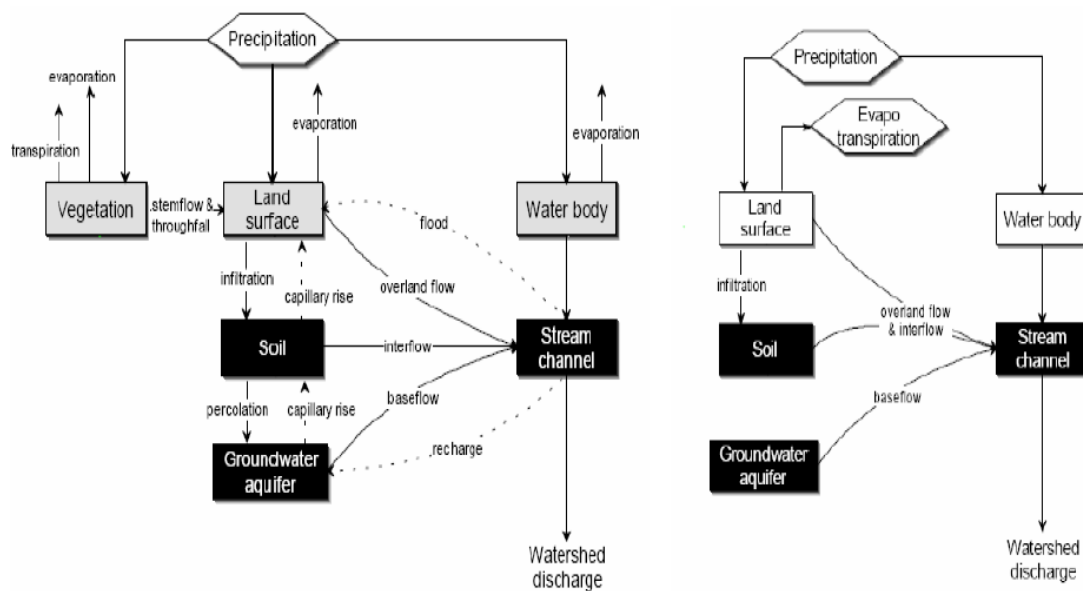 Precipitation
evaporation
transpiration
evaporation
evaporation
Vegetation
.stemflow &
throughfall
Land
surface
Water body
flood
infiltration
capillary rise
overland flow
Soil
interflow
Stream
channel
percolation
capillary rise
baseflow
recharge
Groundwater
aquifer
Watershed
discharge
Precipitation
Evapo
transpiration
Land
surface
Water body
infiltration
overland flow
& interflow
Soil
Stream
channel
baseflow
Groundwater
aquifer
Watershed
discharge